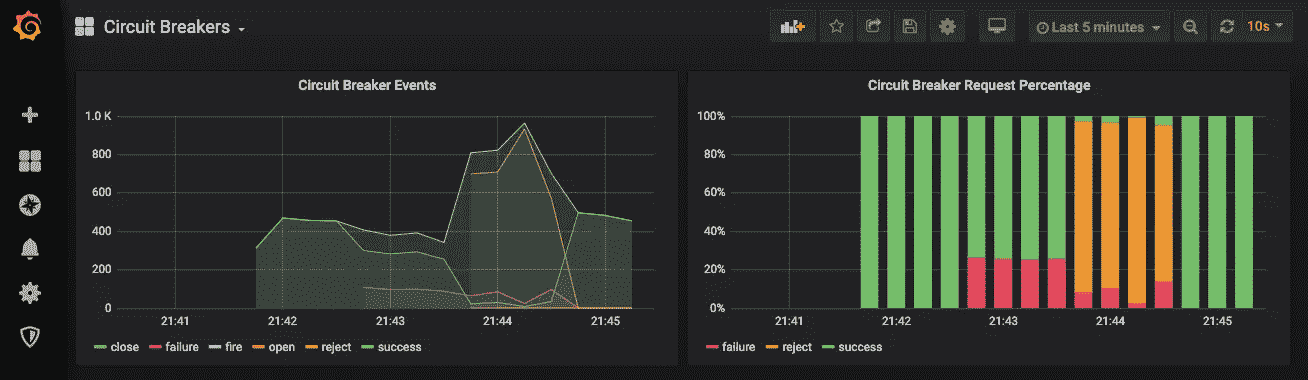 Circuit Breakers
Last 5 minutes
10s
Circuit Breaker Events
1.0 K
800
600
400
200
0
21:41 21:42 21:43 21:44 21:45
close failure fire open reject success
Circuit Breaker Request Percentage
100%
80%
60%
40%
20%
0%
21:41 21:42 21:43 21:44 21:45
failure reject success